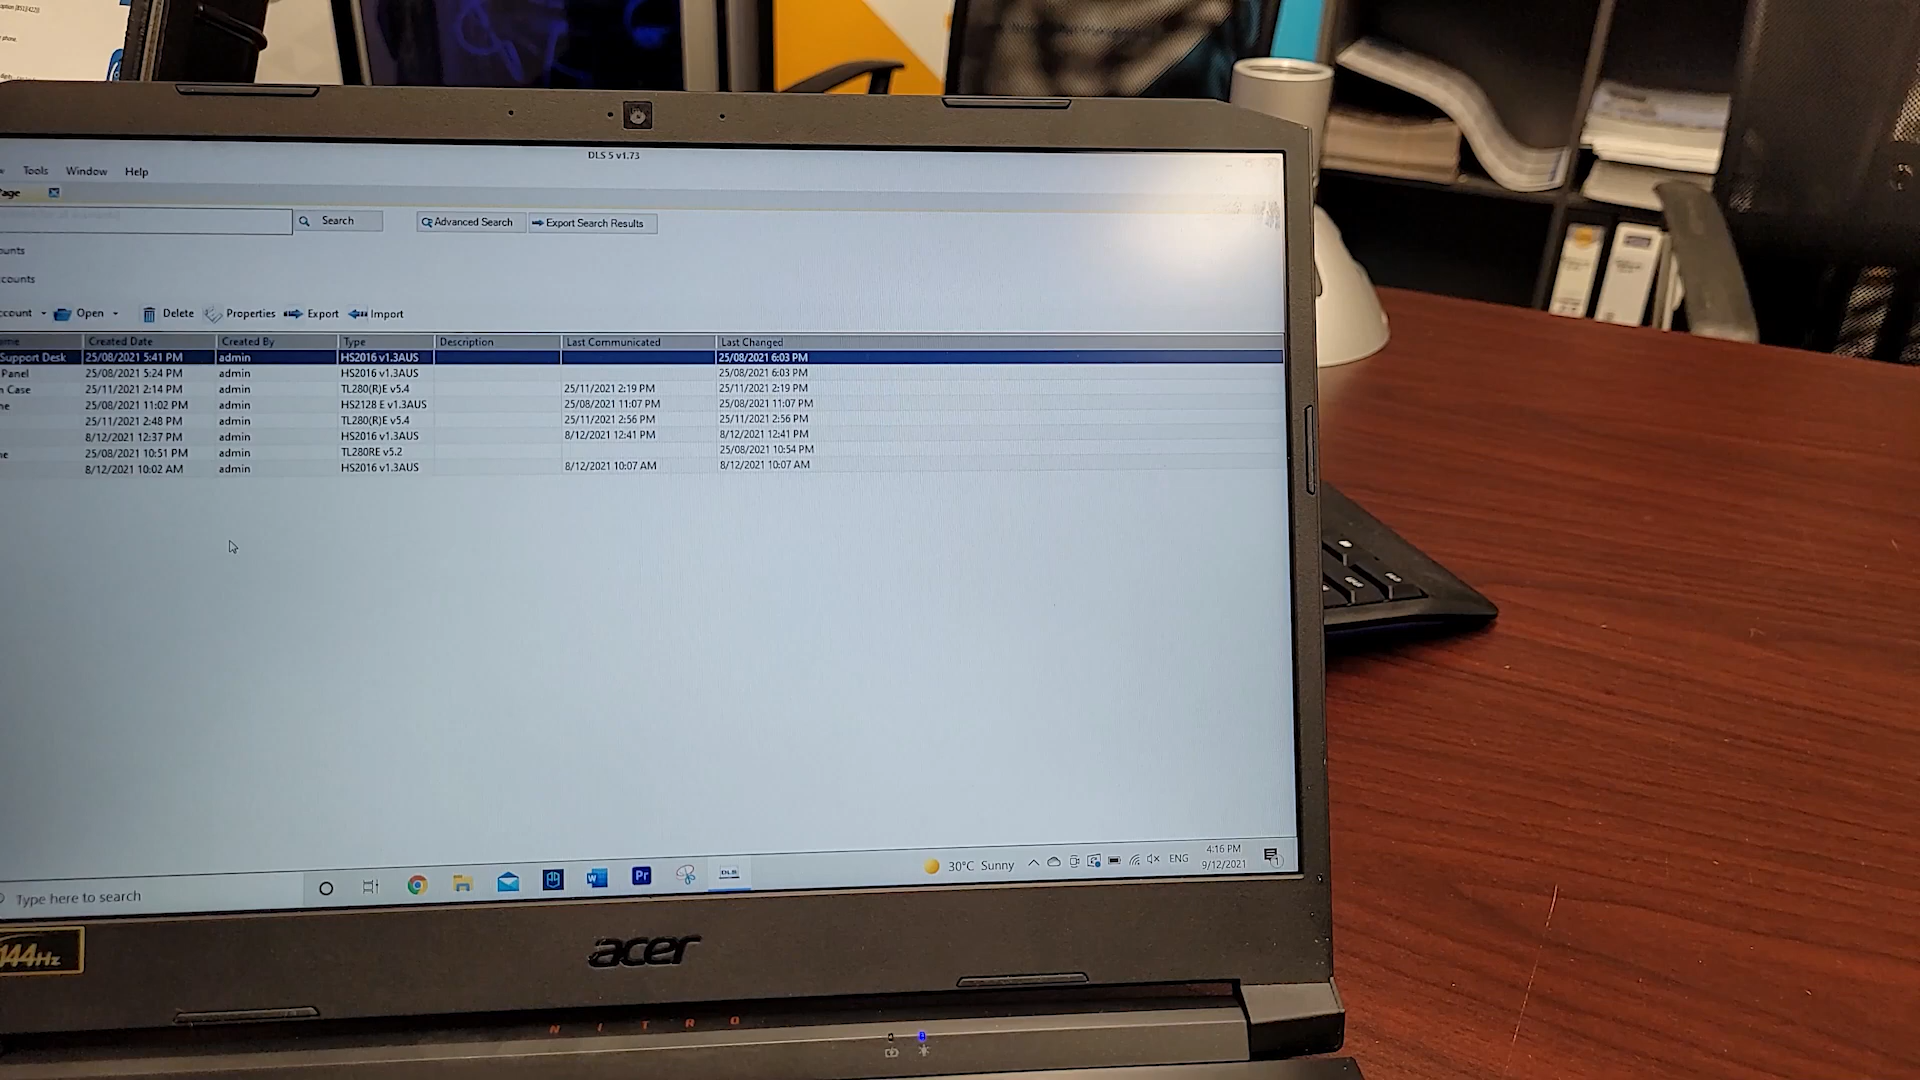 DLS 5 v1.73
Tools Window Help
Page
Search Advanced Search Export Search Results
ounts
counts
ccount Open Delete Properties Export Import
ame Created Date Created By Type Description Last Communicated Last Changed
Support Desk 25/08/2021 5:41 PM admin HS2016 v1.3AUS 25/08/2021 6:03 PM
Panel 25/08/2021 5:24 PM admin HS2016 v1.3AUS 25/08/2021 6:03 PM
n Case 25/11/2021 2:14 PM admin TL280(R)E v5.4 25/11/2021 2:19 PM 25/11/2021 2:19 PM
ne 25/08/2021 11:02 PM admin HS2128 E v1.3AUS 25/08/2021 11:07 PM 25/08/2021 11:07 PM
25/11/2021 2:48 PM admin TL280(R)E v5.4 25/11/2021 2:56 PM 25/11/2021 2:56 PM
8/12/2021 12:37 PM admin HS2016 v1.3AUS 8/12/2021 12:41 PM 8/12/2021 12:41 PM
ne 25/08/2021 10:51 PM admin TL280RE v5.2 25/08/2021 10:54 PM
8/12/2021 10:02 AM admin HS2016 v1.3AUS 8/12/2021 10:07 AM 8/12/2021 10:07 AM
Type here to search W Pr DLS 30°C Sunny ENG 4:16 PM
9/12/2021
1
144Hz
acer
NITRO